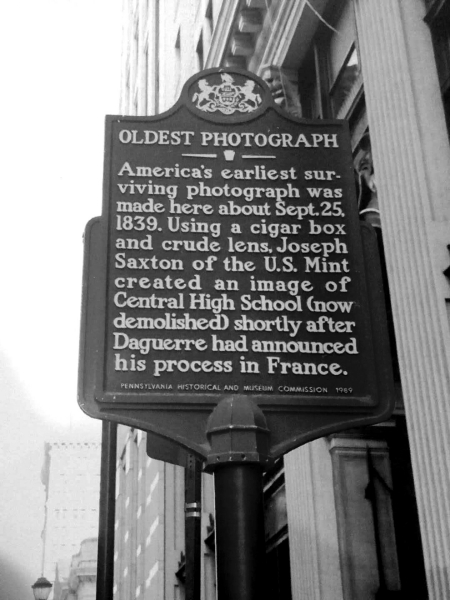 OLDEST PHOTOGRAPH
America's earliest sur-
viving photograph was
made here about Sept. 25,
1839. Using a cigar box
and crude lens, Joseph
Saxton of the U.S. Mint
created an image of
Central High School (now
demolished) shortly after
Daguerre had announced
his process in France.
PENNSYLVANIA HISTORICAL AND MUSEUM COMMISSION 1989